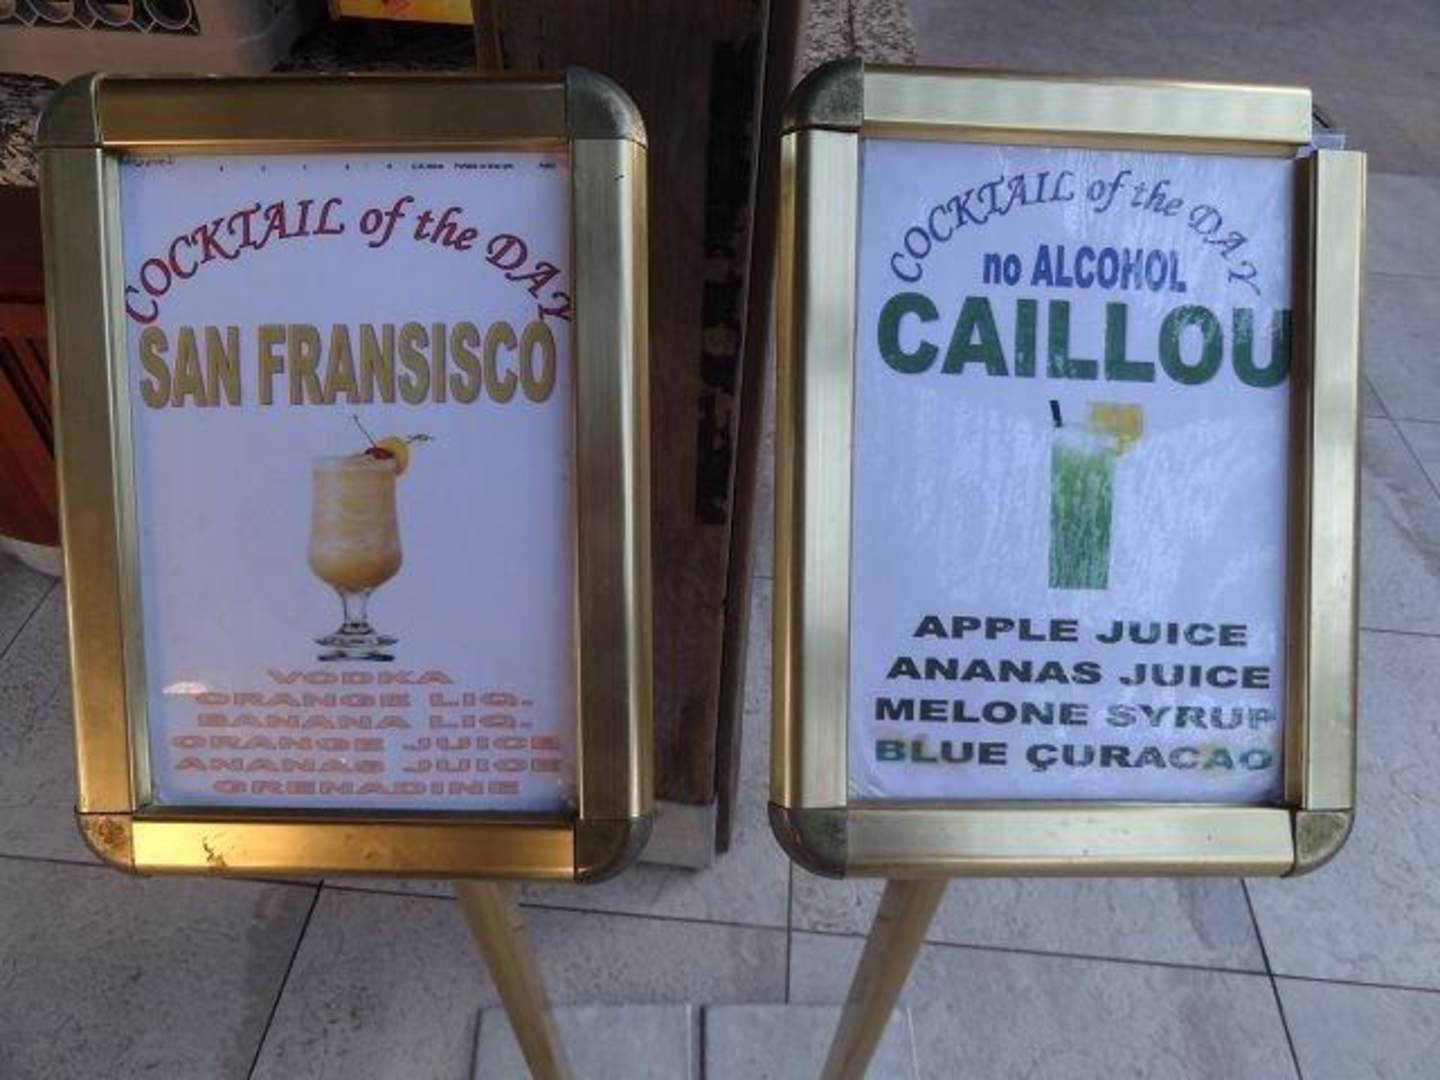 COCKTAIL of the DAY
SAN FRANSISCO
VODKA
ORANGE LIQ.
BANANA LIQ.
ORANGE JUICE
ANANAS JUICE
GRENADINE
COCKTAIL of the DAY
no ALCOHOL
CAILLOU
APPLE JUICE
ANANAS JUICE
MELONE SYRUP
BLUE ÇURACAO